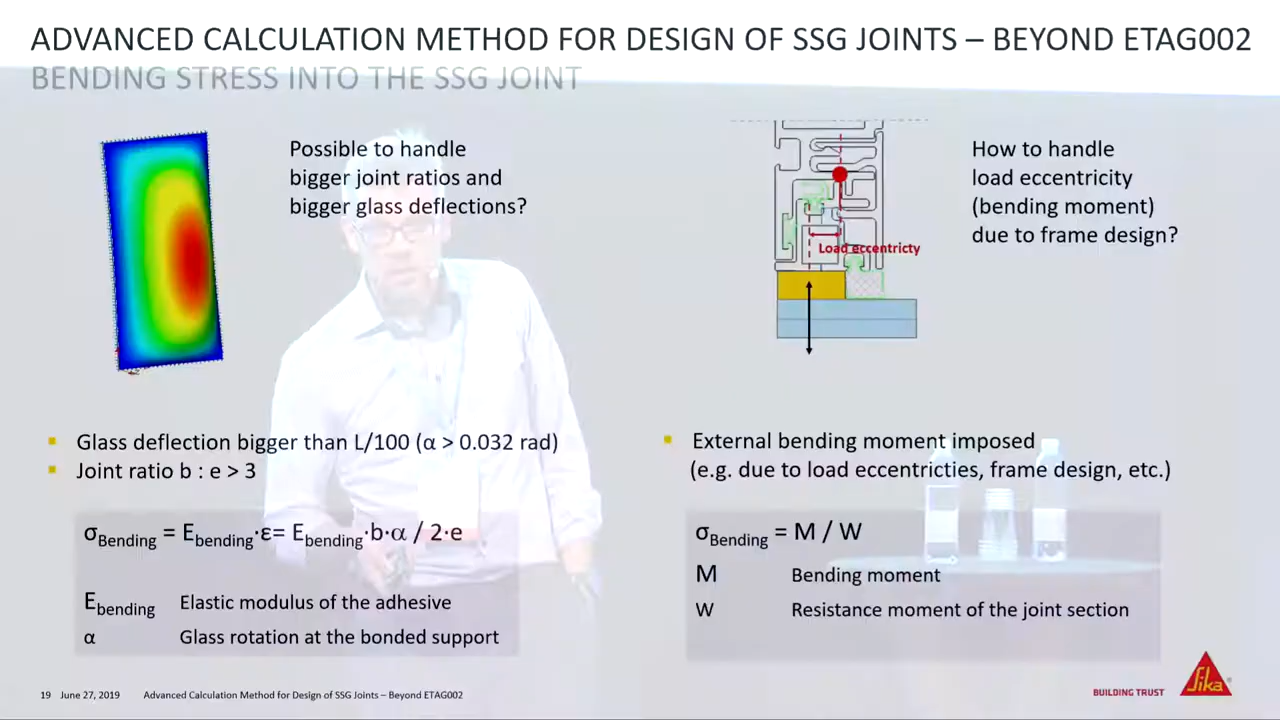 ADVANCED CALCULATION METHOD FOR DESIGN OF SSG JOINTS – BEYOND ETAG002
BENDING STRESS INTO THE SSG JOINT
Possible to handle
bigger joint ratios and
bigger glass deflections?
Load eccentricty
How to handle
load eccentricity
(bending moment)
due to frame design?
▪ Glass deflection bigger than L/100 (α > 0.032 rad)
▪ Joint ratio b : e > 3
σBending = Ebending·ε= Ebending·b·α / 2·e
Ebending Elastic modulus of the adhesive
α Glass rotation at the bonded support
▪ External bending moment imposed
(e.g. due to load eccentricties, frame design, etc.)
σBending = M / W
M Bending moment
W Resistance moment of the joint section
19 June 27, 2019 Advanced Calculation Method for Design of SSG Joints – Beyond ETAG002
BUILDING TRUST
Sika®